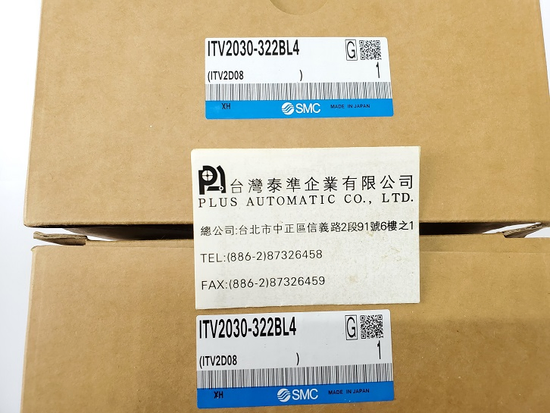 ITV2030-322BL4
G
(ITV2D08 )
1
XH
SMC
MADE IN JAPAN
台灣泰準企業有限公司
PLUS AUTOMATIC CO., LTD.
總公司:台北市中正區信義路2段91號6樓之1
TEL:(886-2)87326458
FAX:(886-2)87326459
ITV2030-322BL4
G
(ITV2D08 )
1
XH
SMC
MADE IN JAPAN